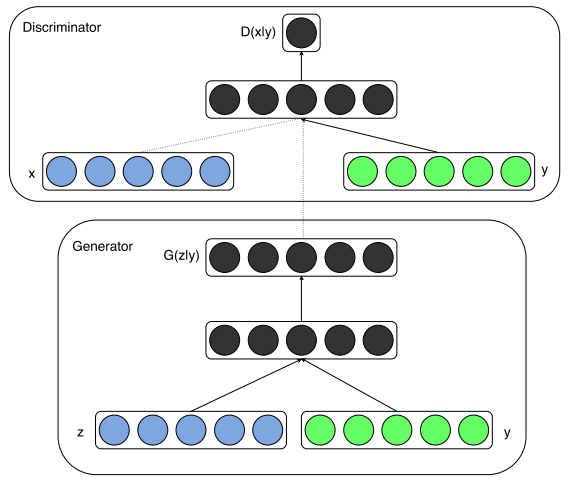 Discriminator
D(x|y)
x
y
Generator
G(z|y)
z
y